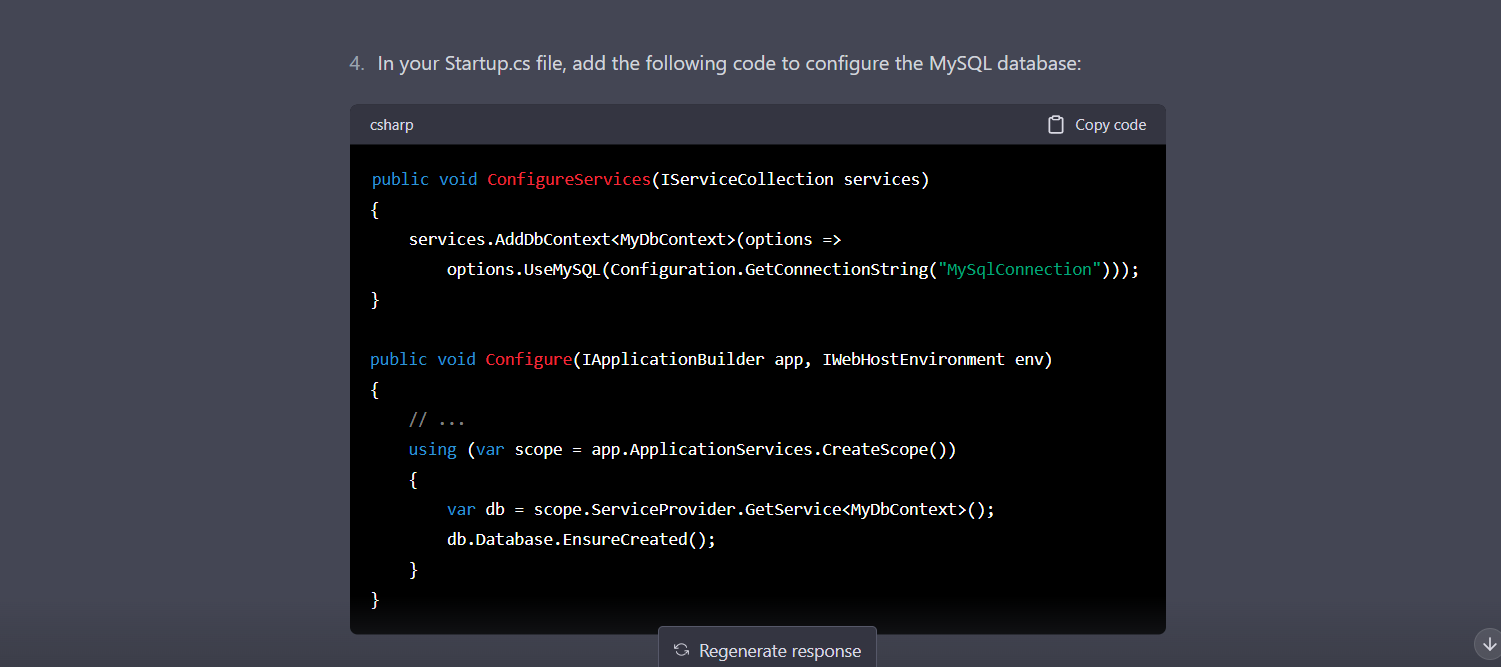 4. In your Startup.cs file, add the following code to configure the MySQL database:
csharp
Copy code
public void ConfigureServices(IServiceCollection services)
{
    services.AddDbContext<MyDbContext>(options =>
        options.UseMySQL(Configuration.GetConnectionString("MySqlConnection")));
}
public void Configure(IApplicationBuilder app, IWebHostEnvironment env)
{
    // ...
    using (var scope = app.ApplicationServices.CreateScope())
    {
        var db = scope.ServiceProvider.GetService<MyDbContext>();
        db.Database.EnsureCreated();
    }
}
Regenerate response